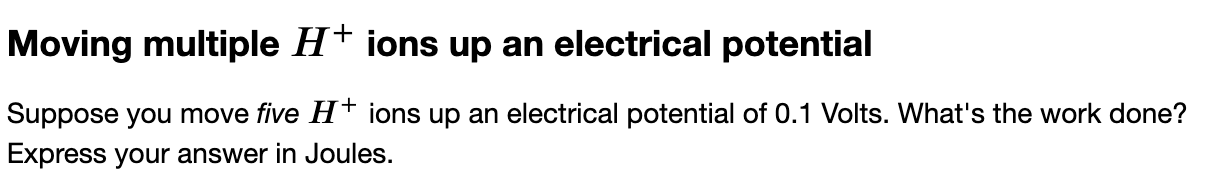 Moving multiple H⁺ ions up an electrical potential
Suppose you move five H⁺ ions up an electrical potential of 0.1 Volts. What's the work done?
Express your answer in Joules.